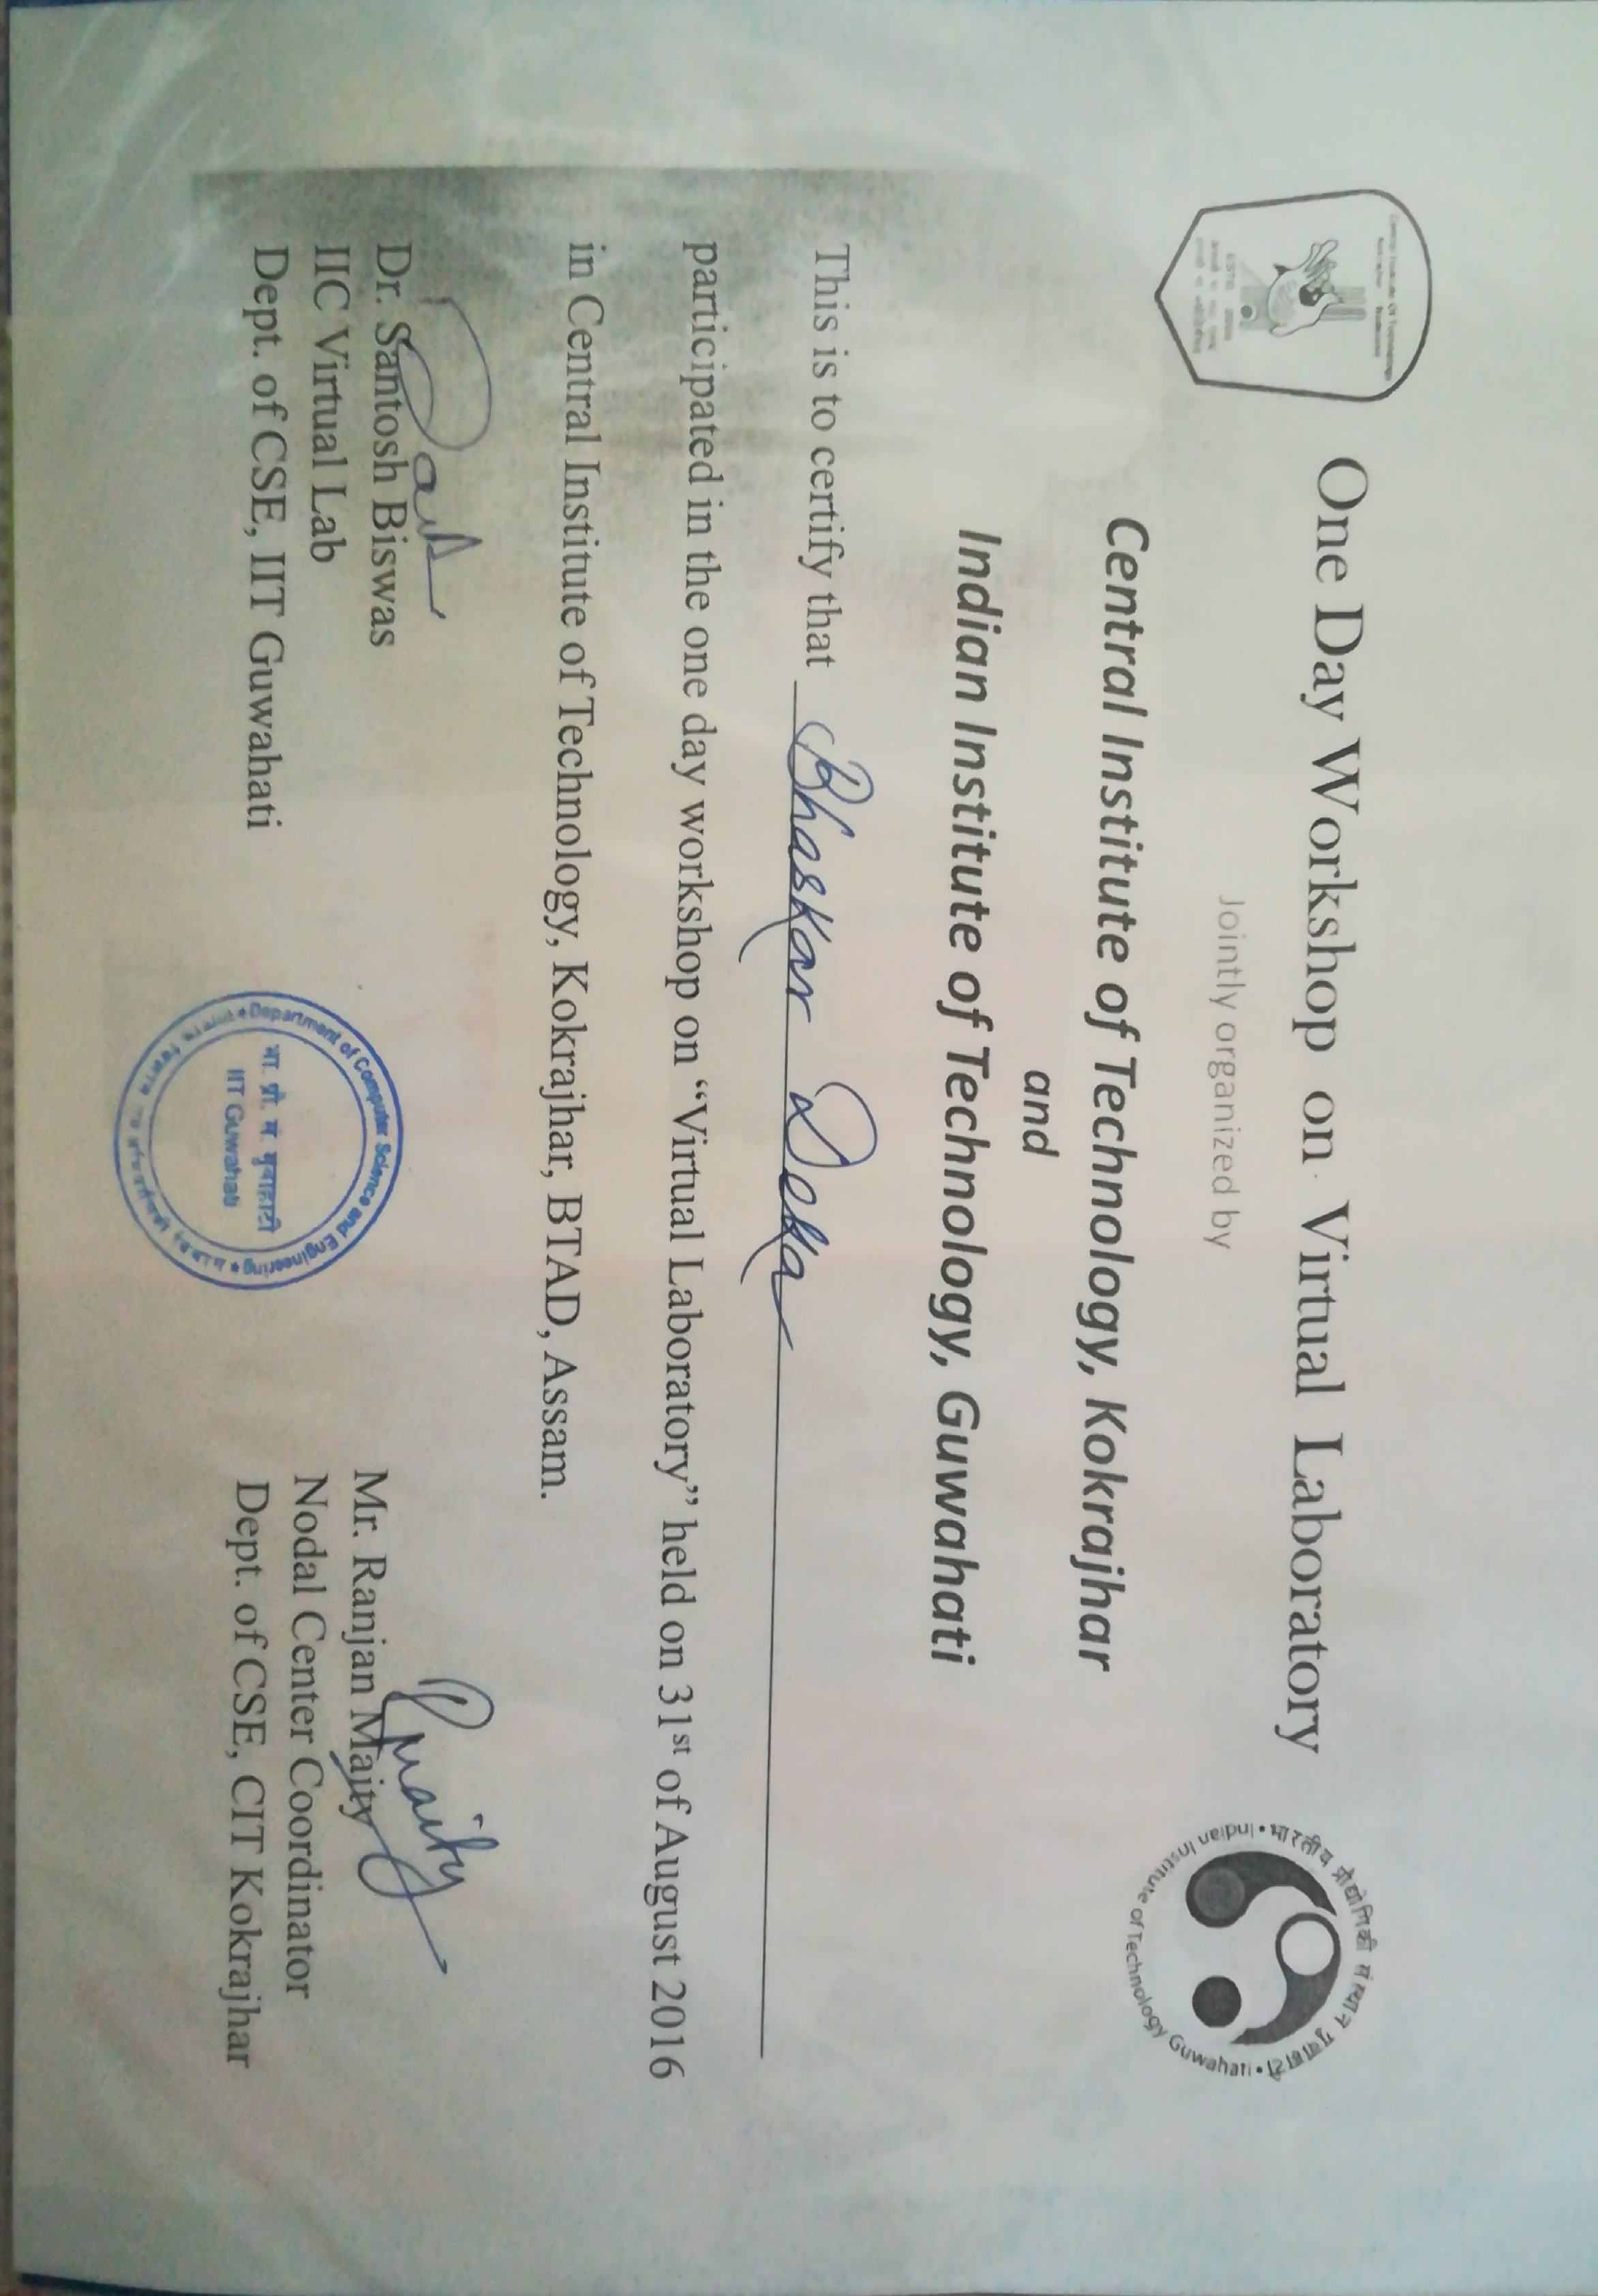 One Day Workshop on Virtual Laboratory
Jointly organized by
Central Institute of Technology, Kokrajhar
and
Indian Institute of Technology, Guwahati
भारतीय प्रौद्योगिकी संस्थान गुवाहाटी • Indian Institute of Technology Guwahati •
This is to certify that Bhaskar Deka
participated in the one day workshop on “Virtual Laboratory” held on 31st of August 2016
in Central Institute of Technology, Kokrajhar, BTAD, Assam.
Dr. Santosh Biswas
IIC Virtual Lab
Dept. of CSE, IIT Guwahati
Department of Computer Science and Engineering
भा. प्रौ. सं. गुवाहाटी
IIT Guwahati
Rmaity
Mr. Ranjan Maity
Nodal Center Coordinator
Dept. of CSE, CIT Kokrajhar